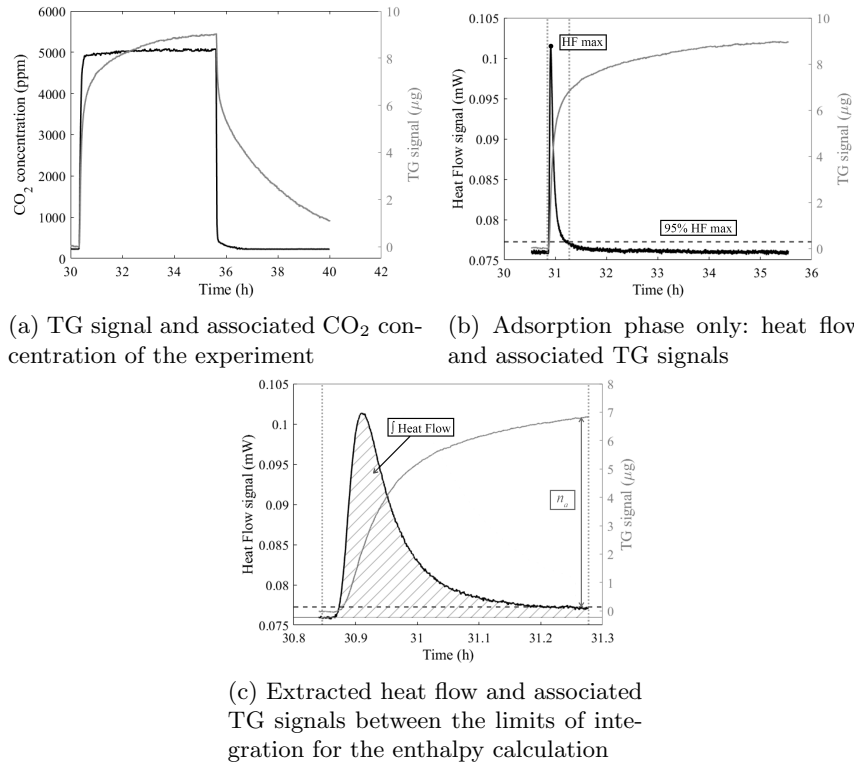 6000
5000
4000
3000
2000
1000
0
CO2 concentration (ppm)
10
8
6
4
2
0
TG signal (μg)
30 32 34 36 38 40 42
Time (h)
(a) TG signal and associated CO2 con-
centration of the experiment
0.105
0.1
0.095
0.09
0.085
0.08
0.075
Heat Flow signal (mW)
HF max
95% HF max
10
8
6
4
2
0
TG signal (μg)
30 31 32 33 34 35 36
Time (h)
(b) Adsorption phase only: heat flow
and associated TG signals
0.105
0.1
0.095
0.09
0.085
0.08
0.075
Heat Flow signal (mW)
∫ Heat Flow
na
8
7
6
5
4
3
2
1
0
TG signal (μg)
30.8 30.9 31 31.1 31.2 31.3
Time (h)
(c) Extracted heat flow and associated
TG signals between the limits of inte-
gration for the enthalpy calculation